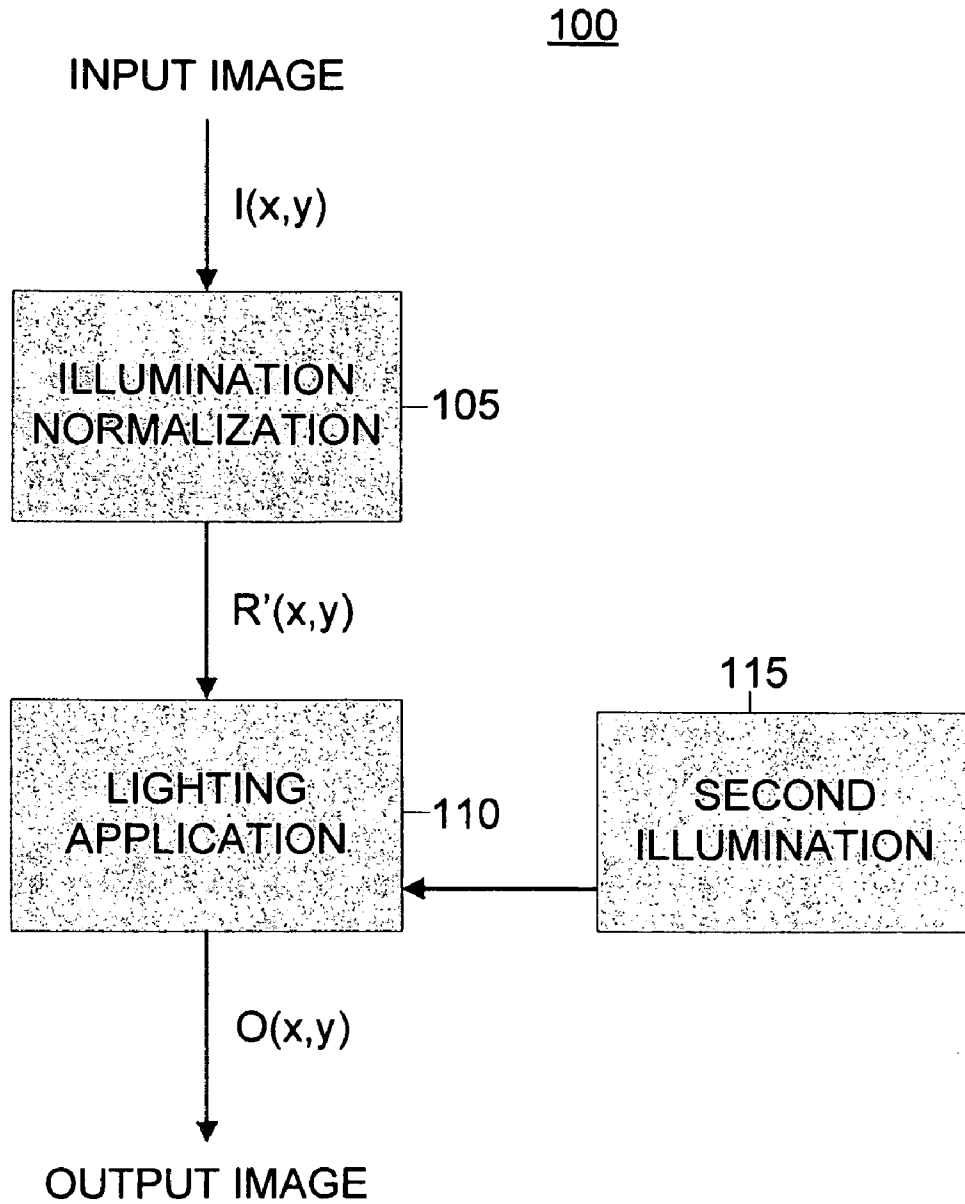 100
INPUT IMAGE
I(x,y)
ILLUMINATION
NORMALIZATION
105
R'(x,y)
115
LIGHTING
APPLICATION
110
SECOND
ILLUMINATION
O(x,y)
OUTPUT IMAGE